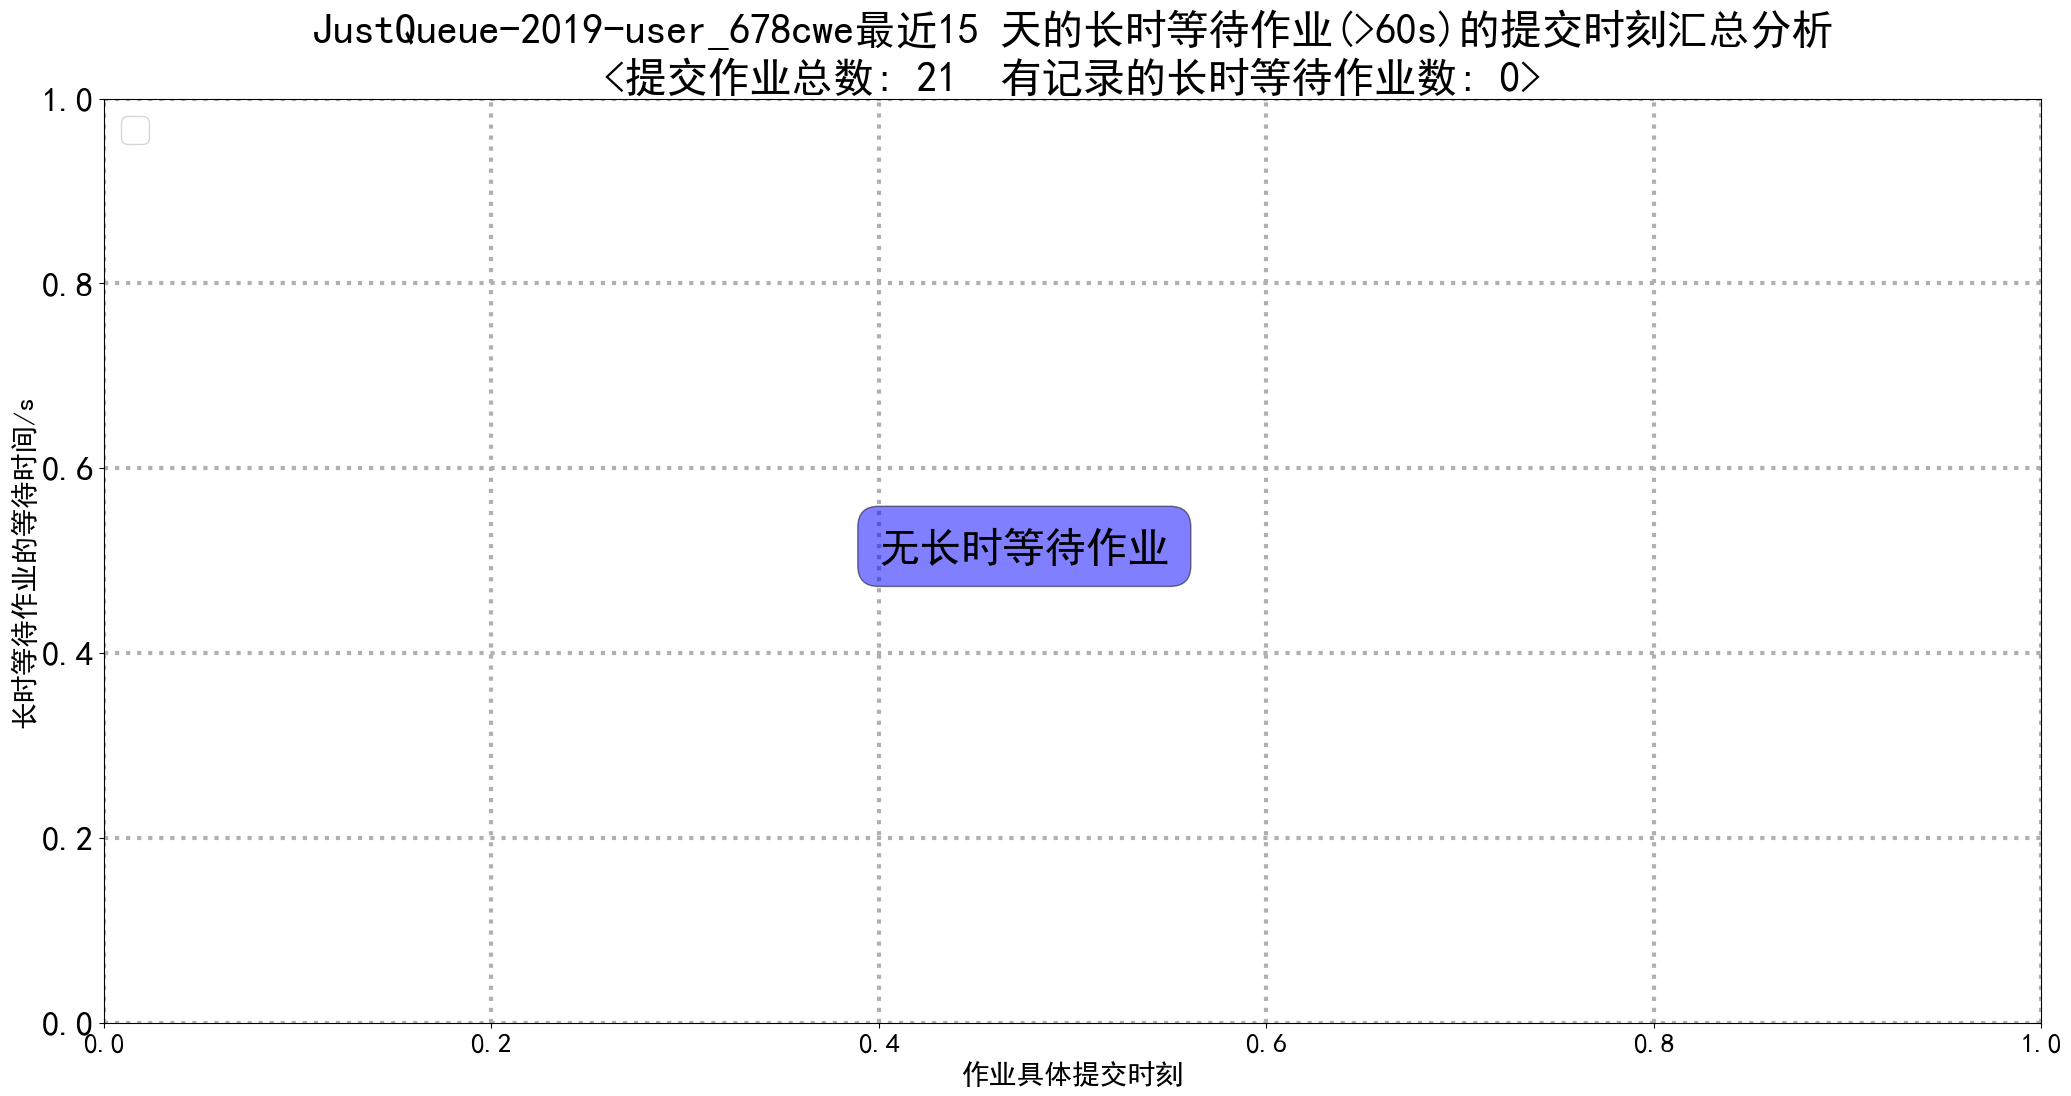 JustQueue-2019-user_678cwe最近15 天的长时等待作业(>60s)的提交时刻汇总分析
<提交作业总数: 21  有记录的长时等待作业数: 0>
1.0
0.8
0.6
0.4
0.2
0.0
长时等待作业的等待时间/s
无长时等待作业
0.0 0.2 0.4 0.6 0.8 1.0
作业具体提交时刻